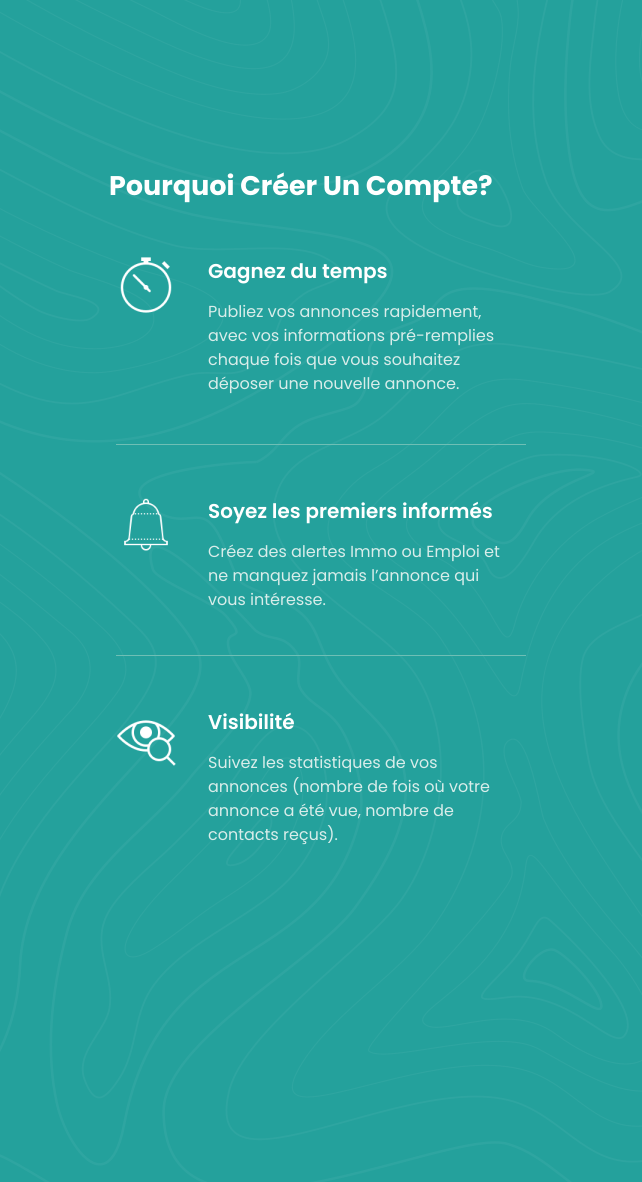 Pourquoi Créer Un Compte?
Gagnez du temps
Publiez vos annonces rapidement,
avec vos informations pré-remplies
chaque fois que vous souhaitez
déposer une nouvelle annonce.
Soyez les premiers informés
Créez des alertes Immo ou Emploi et
ne manquez jamais l’annonce qui
vous intéresse.
Visibilité
Suivez les statistiques de vos
annonces (nombre de fois où votre
annonce a été vue, nombre de
contacts reçus).